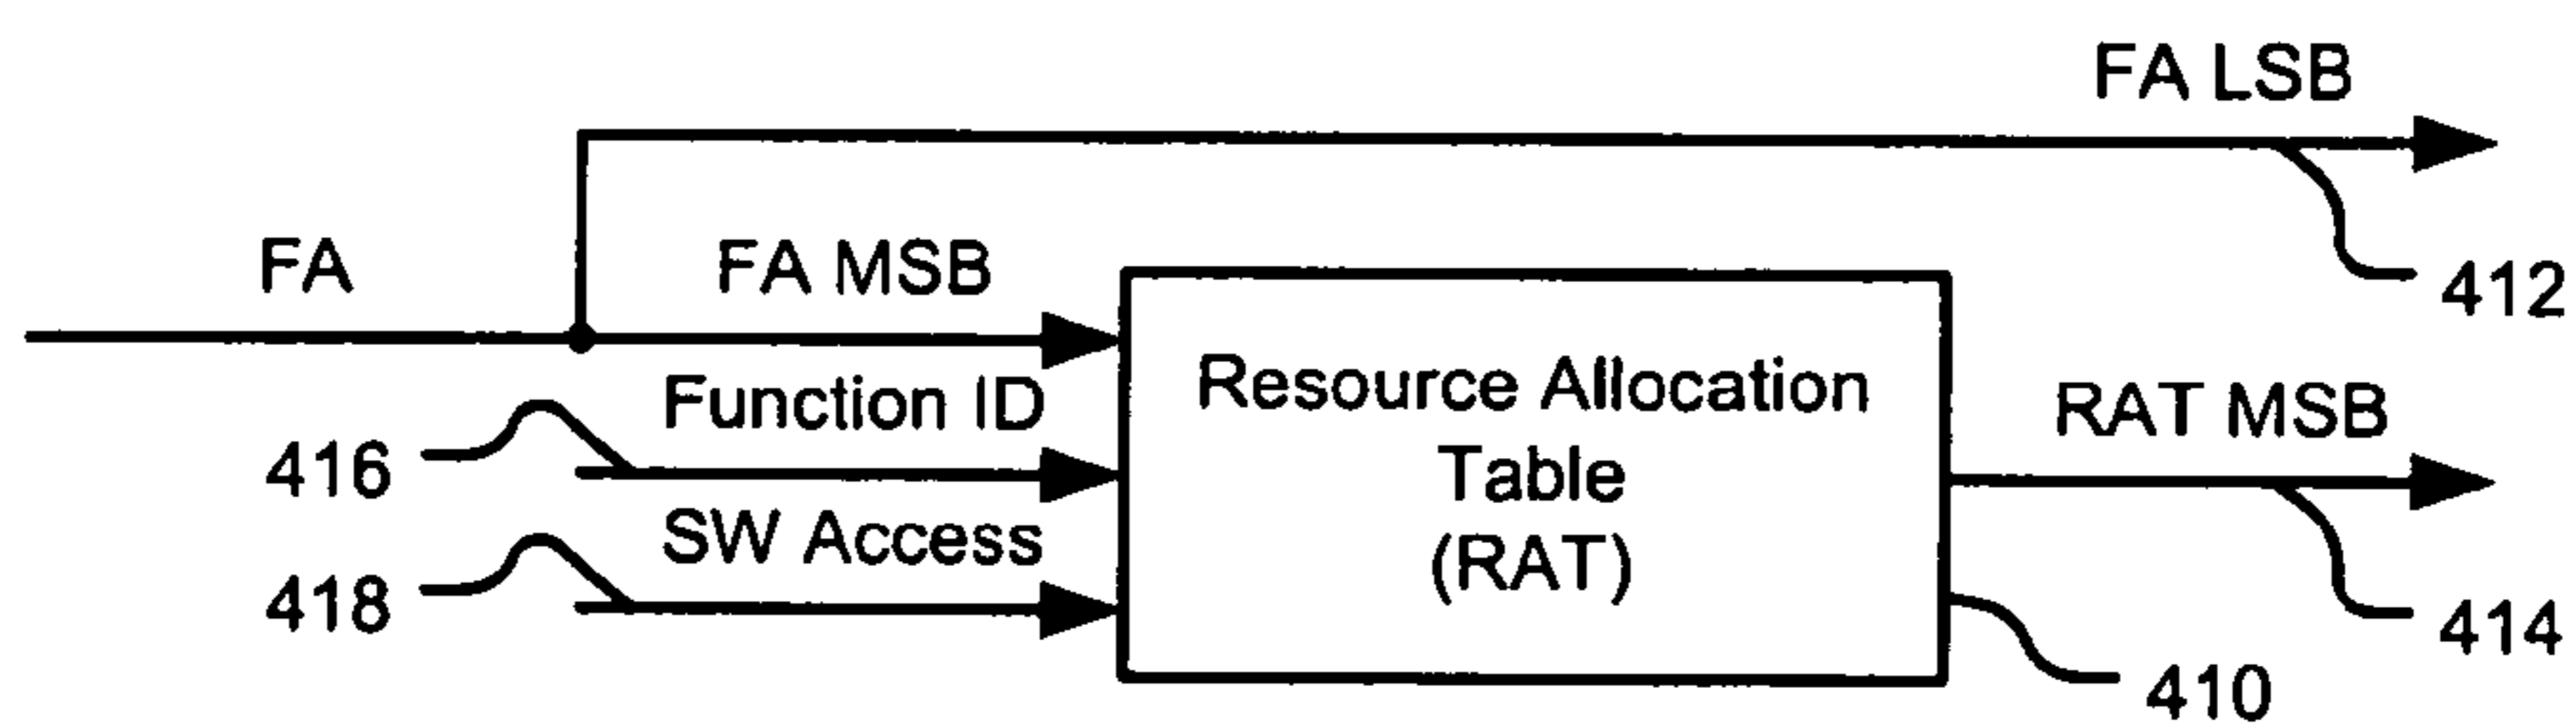 FA LSB
412
FA
FA MSB
Function ID
416
SW Access
418
Resource Allocation
Table
(RAT)
RAT MSB
414
410